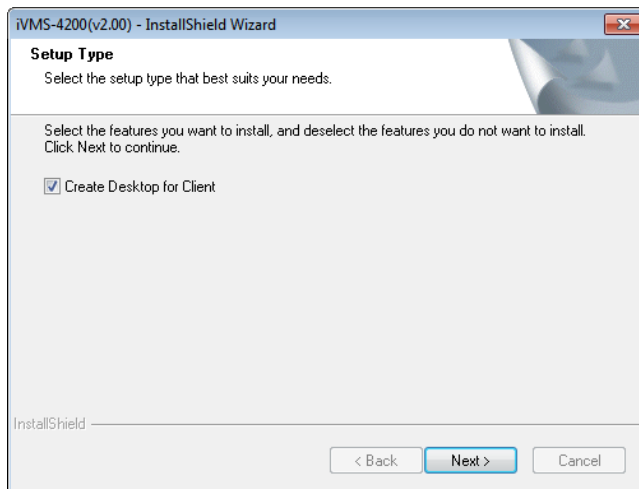 iVMS-4200(v2.00) - InstallShield Wizard
Setup Type
Select the setup type that best suits your needs.
Select the features you want to install, and deselect the features you do not want to install.
Click Next to continue.
Create Desktop for Client
InstallShield
< Back
Next >
Cancel